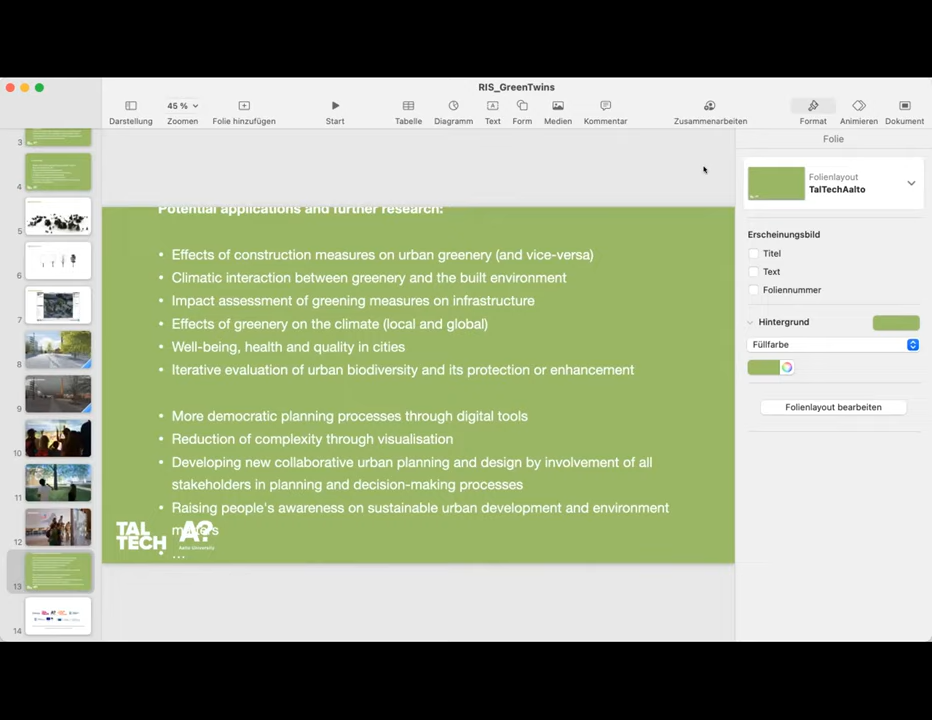 RIS_GreenTwins
45 %
Darstellung
Zoomen
Folie hinzufügen
Start
Tabelle
Diagramm
Text
Form
Medien
Kommentar
Zusammenarbeiten
Format
Animieren
Dokument
3
4
5
6
7
8
9
10
11
12
13
14
Potential applications and further research:
• Effects of construction measures on urban greenery (and vice-versa)
• Climatic interaction between greenery and the built environment
• Impact assessment of greening measures on infrastructure
• Effects of greenery on the climate (local and global)
• Well-being, health and quality in cities
• Iterative evaluation of urban biodiversity and its protection or enhancement
• More democratic planning processes through digital tools
• Reduction of complexity through visualisation
• Developing new collaborative urban planning and design by involvement of all
stakeholders in planning and decision-making processes
• Raising people's awareness on sustainable urban development and environment
matters
• ...
TAL
TECH
A?
Aalto University
Folie
Folienlayout
TalTechAalto
Erscheinungsbild
Titel
Text
Foliennummer
Hintergrund
Füllfarbe
Folienlayout bearbeiten